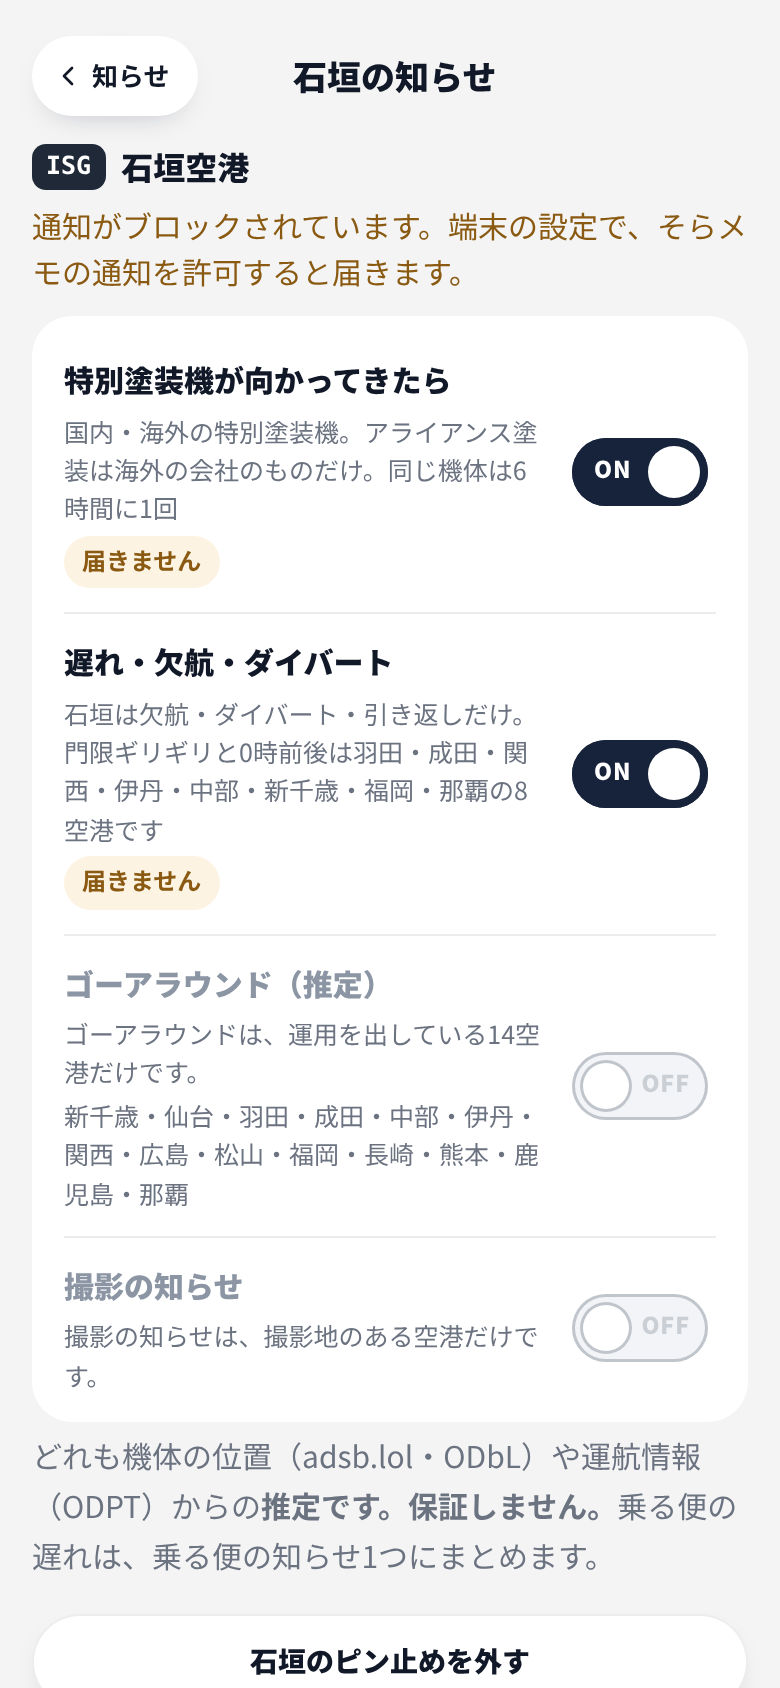 知らせ
石垣の知らせ
ISG 石垣空港
通知がブロックされています。端末の設定で、そらメ
モの通知を許可すると届きます。
特別塗装機が向かってきたら
国内・海外の特別塗装機。アライアンス塗
装は海外の会社のものだけ。同じ機体は6
時間に1回
ON
届きません
遅れ・欠航・ダイバート
石垣は欠航・ダイバート・引き返しだけ。
門限ギリギリと0時前後は羽田・成田・関
西・伊丹・中部・新千歳・福岡・那覇の8
空港です
ON
届きません
ゴーアラウンド（推定）
ゴーアラウンドは、運用を出している14空
港だけです。
新千歳・仙台・羽田・成田・中部・伊丹・
関西・広島・松山・福岡・長崎・熊本・鹿
児島・那覇
OFF
撮影の知らせ
撮影の知らせは、撮影地のある空港だけで
す。
OFF
どれも機体の位置（adsb.lol・ODbL）や運航情報
（ODPT）からの推定です。保証しません。乗る便の
遅れは、乗る便の知らせ1つにまとめます。
石垣のピン止めを外す